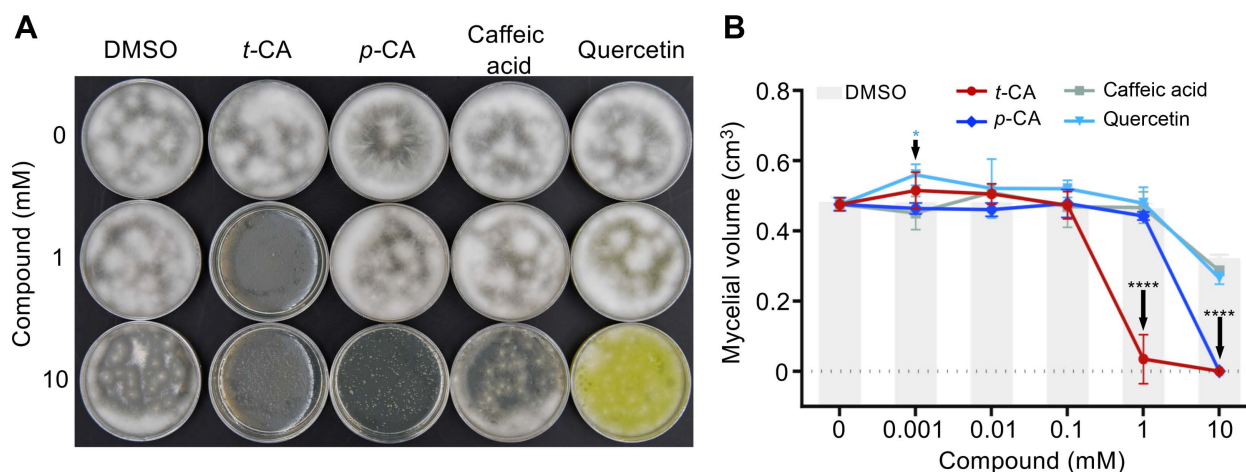 A
DMSO
t-CA
p-CA
Caffeic
acid
Quercetin
Compound (mM)
0
1
10
B
DMSO
t-CA
p-CA
Caffeic acid
Quercetin
Mycelial volume (cm³)
0.8
0.6
0.4
0.2
0
*
****
****
0 0.001 0.01 0.1 1 10
Compound (mM)